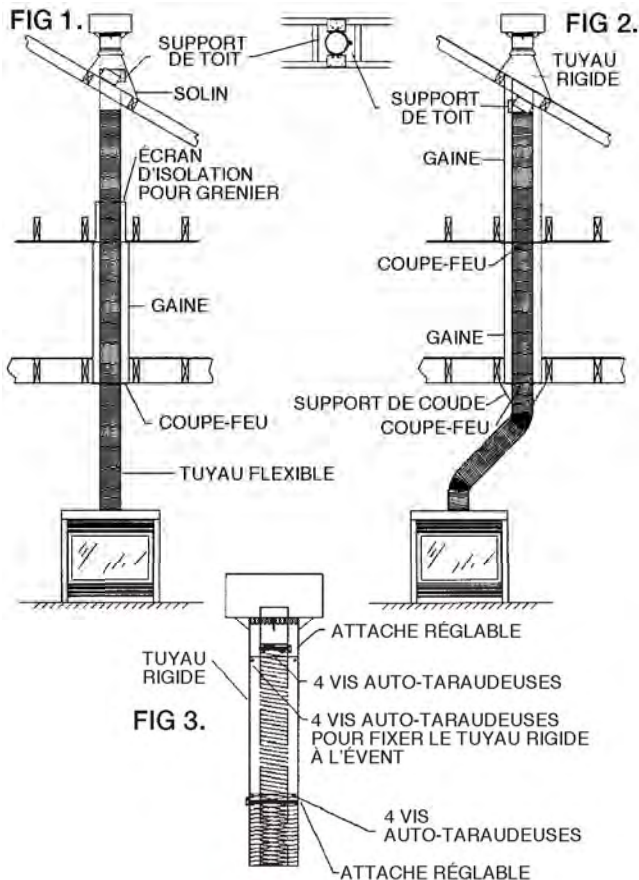 FIG 1.
SUPPORT
DE TOIT
SOLIN
ÉCRAN
D'ISOLATION
POUR GRENIER
GAINE
COUPE-FEU
TUYAU FLEXIBLE
FIG 2.
TUYAU
RIGIDE
SUPPORT
DE TOIT
GAINE
COUPE-FEU
GAINE
SUPPORT DE COUDE
COUPE-FEU
FIG 3.
TUYAU
RIGIDE
ATTACHE RÉGLABLE
4 VIS AUTO-TARAUDEUSES
4 VIS AUTO-TARAUDEUSES
POUR FIXER LE TUYAU RIGIDE
À L'ÉVENT
4 VIS
AUTO-TARAUDEUSES
ATTACHE RÉGLABLE